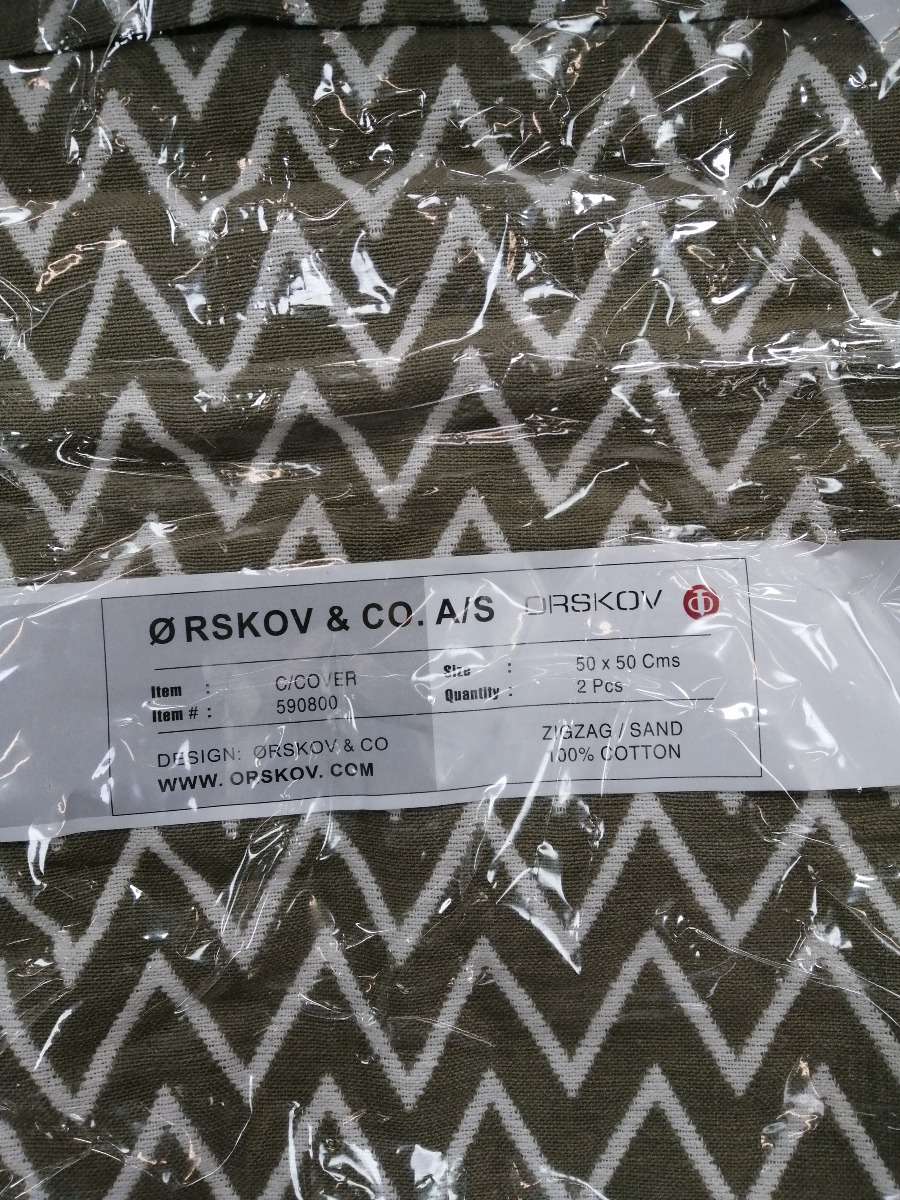 ØRSKOV & CO. A/S ORSKOV
Item : C/COVER
Item # : 590800
Size : 50 x 50 Cms
Quantity : 2 Pcs
DESIGN: ØRSKOV & CO
WWW. ORSKOV. COM
ZIGZAG / SAND
100% COTTON